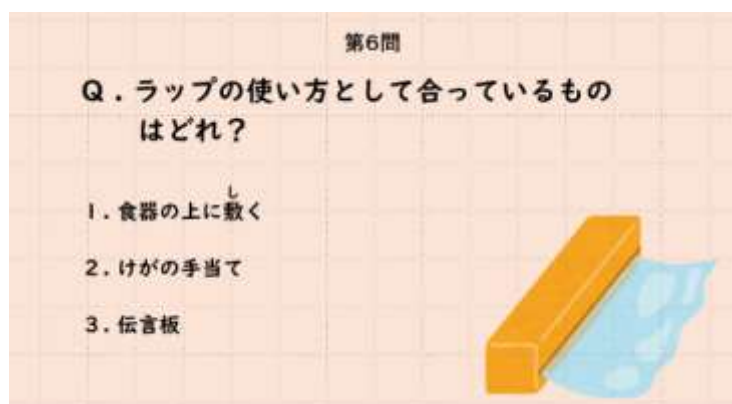 第6問
Q．ラップの使い方として合っているもの
はどれ？
し
1．食器の上に敷く
2．けがの手当て
3．伝言板